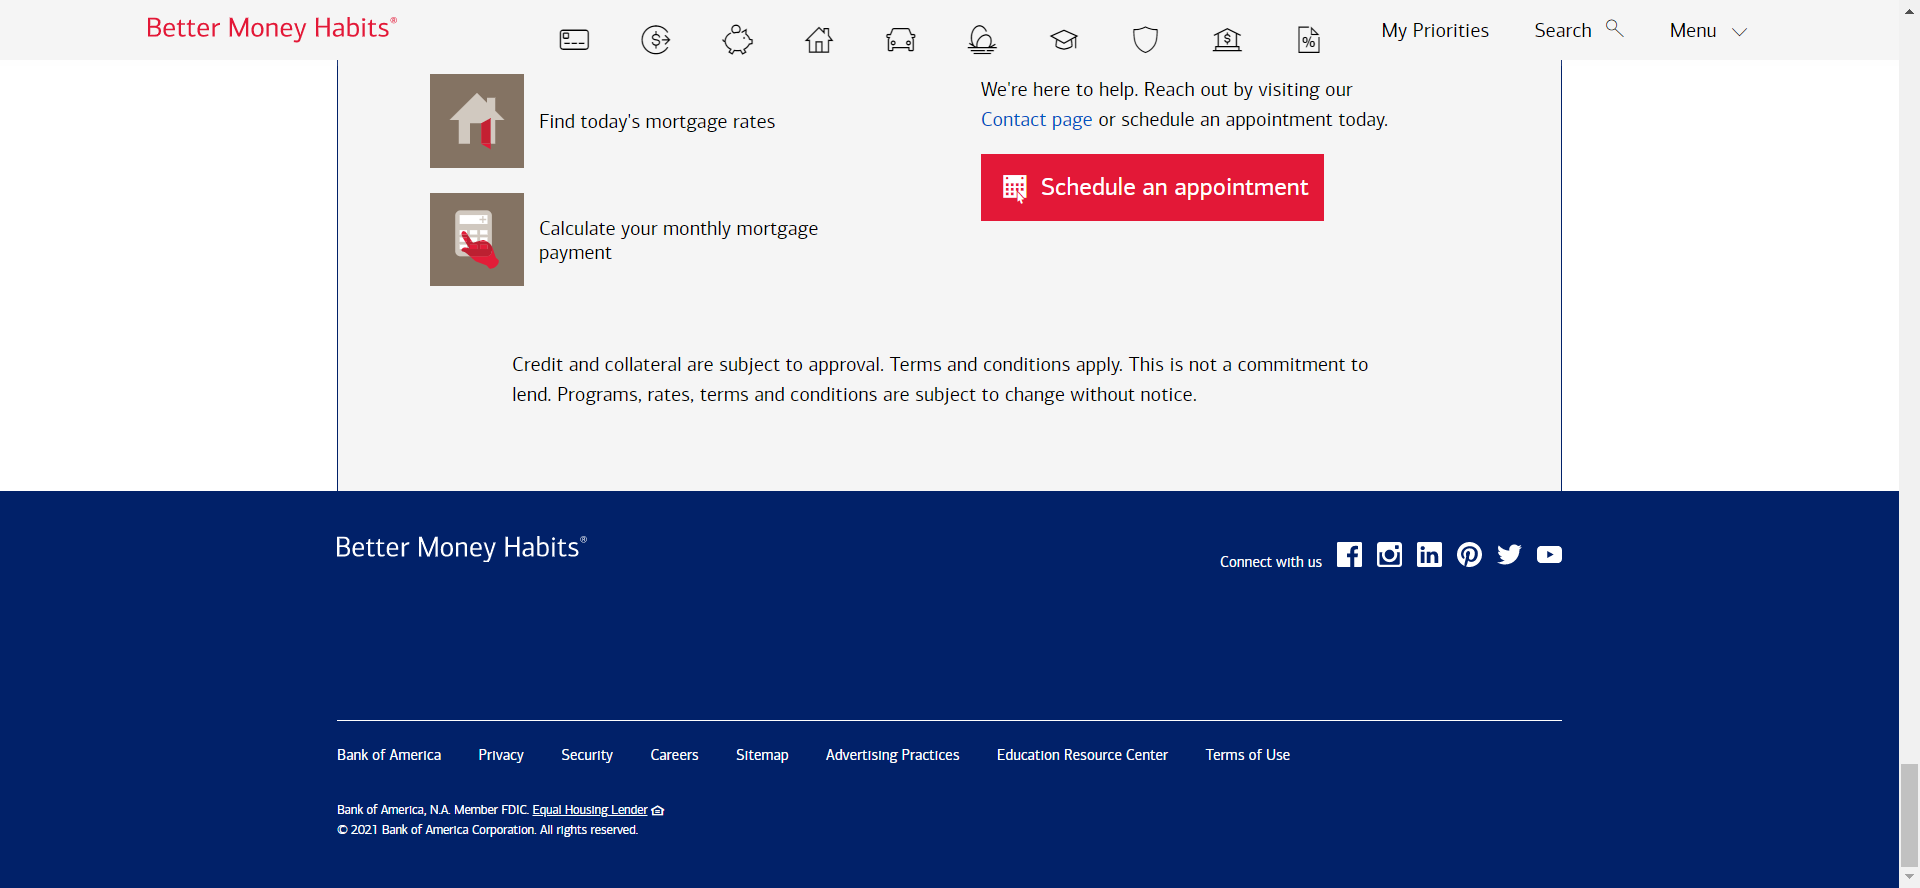 Better Money Habits®
My Priorities
Search
Menu
Find today's mortgage rates
Calculate your monthly mortgage
payment
We're here to help. Reach out by visiting our
Contact page or schedule an appointment today.
Schedule an appointment
Credit and collateral are subject to approval. Terms and conditions apply. This is not a commitment to
lend. Programs, rates, terms and conditions are subject to change without notice.
Better Money Habits®
Connect with us
Bank of America
Privacy
Security
Careers
Sitemap
Advertising Practices
Education Resource Center
Terms of Use
Bank of America, N.A. Member FDIC. Equal Housing Lender
© 2021 Bank of America Corporation. All rights reserved.